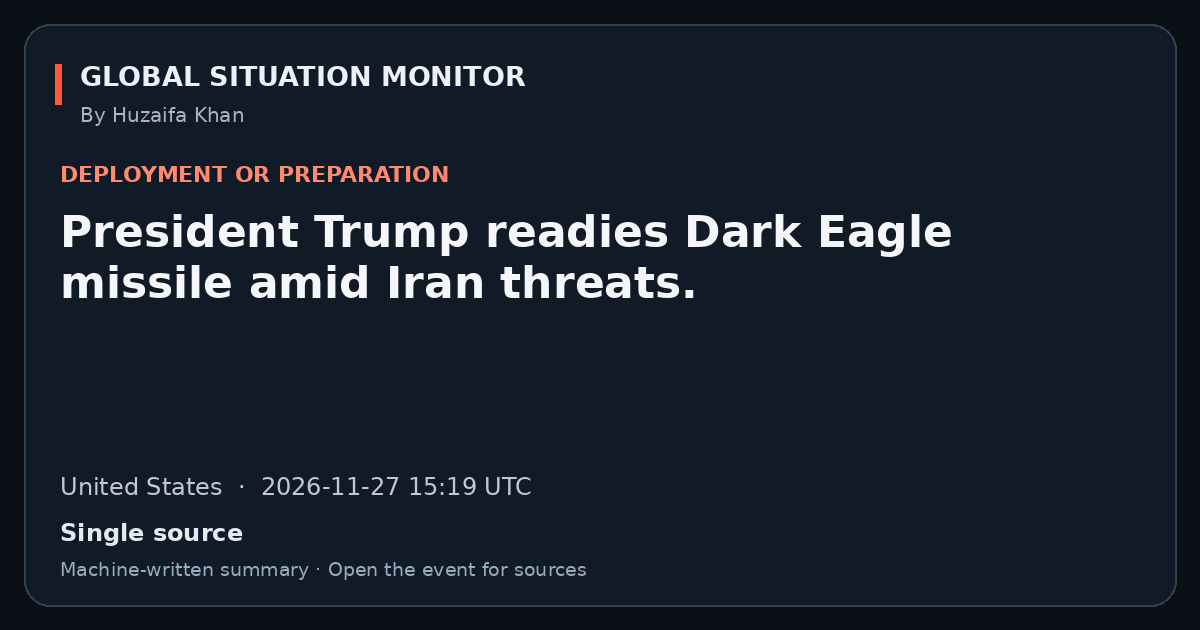 GLOBAL SITUATION MONITOR
By Huzaifa Khan
DEPLOYMENT OR PREPARATION
President Trump readies Dark Eagle
missile amid Iran threats.
United States · 2026-11-27 15:19 UTC
Single source
Machine-written summary · Open the event for sources